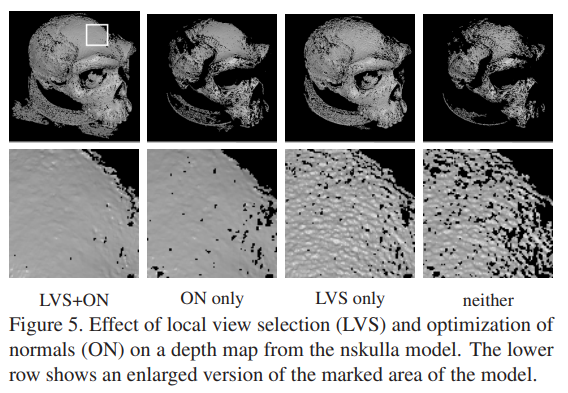 LVS+ON ON only LVS only neither
Figure 5. Effect of local view selection (LVS) and optimization of
normals (ON) on a depth map from the nskulla model. The lower
row shows an enlarged version of the marked area of the model.